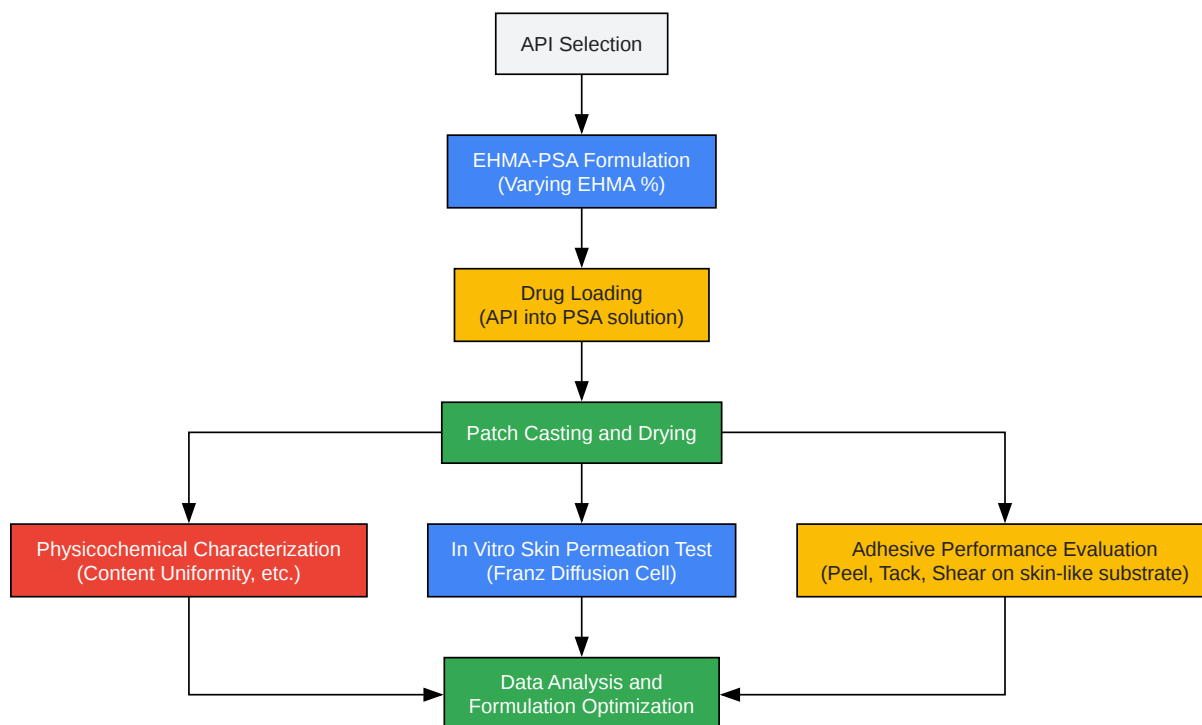 API Selection
EHMA-PSA Formulation
(Varying EHMA %)
Drug Loading
(API into PSA solution)
Patch Casting and Drying
Physicochemical Characterization
(Content Uniformity, etc.)
In Vitro Skin Permeation Test
(Franz Diffusion Cell)
Adhesive Performance Evaluation
(Peel, Tack, Shear on skin-like substrate)
Data Analysis and
Formulation Optimization